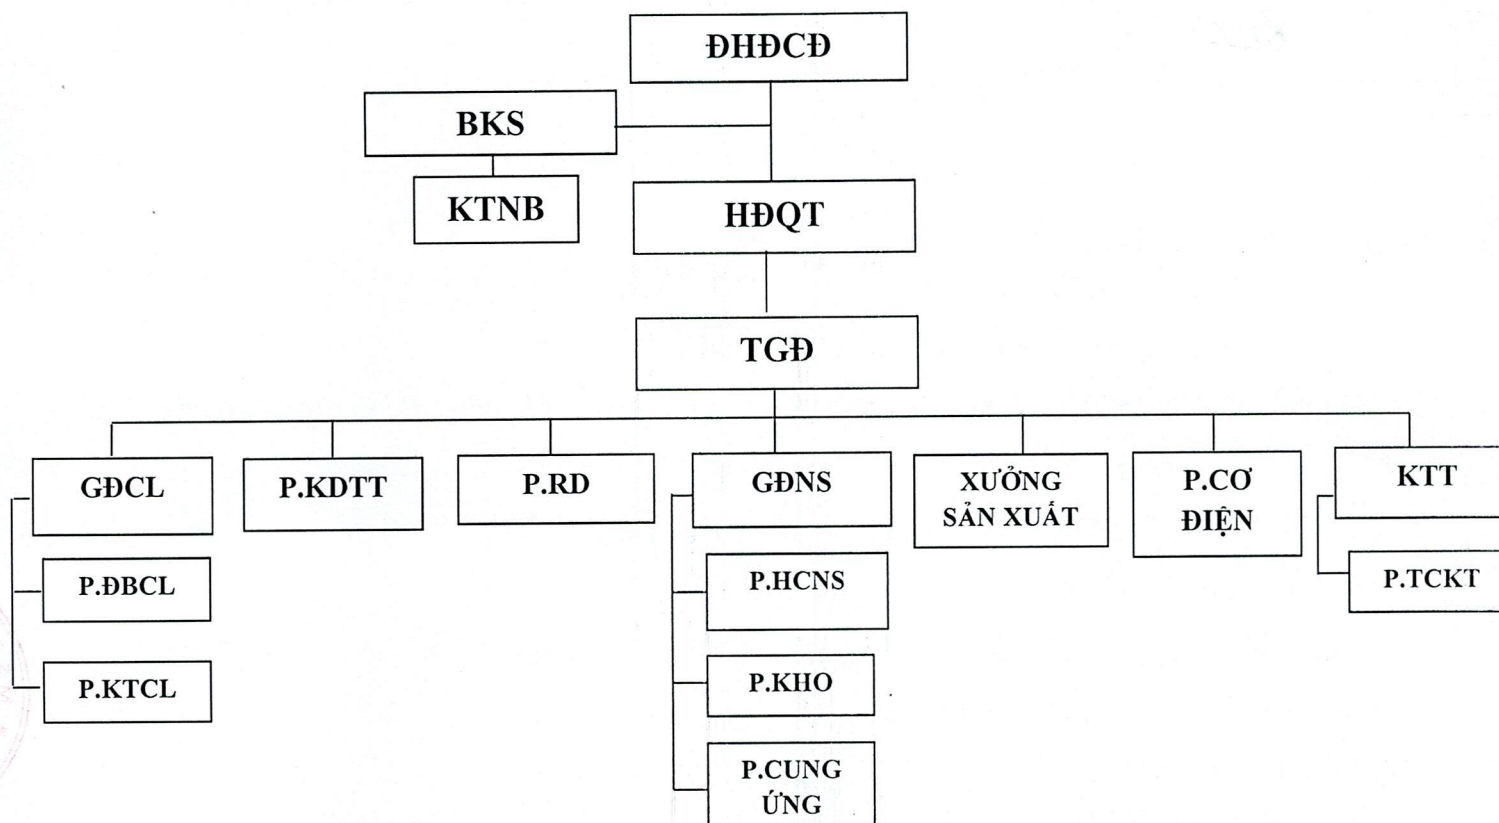 ĐHĐCĐ
BKS
KTNB
HĐQT
TGĐ
GĐCL
P.KDTT
P.RD
GĐNS
XƯỞNG
SẢN XUẤT
P.CƠ
ĐIỆN
KTT
P.ĐBCL
P.HCNS
P.TCKT
P.KTCL
P.KHO
P.CUNG
ỨNG